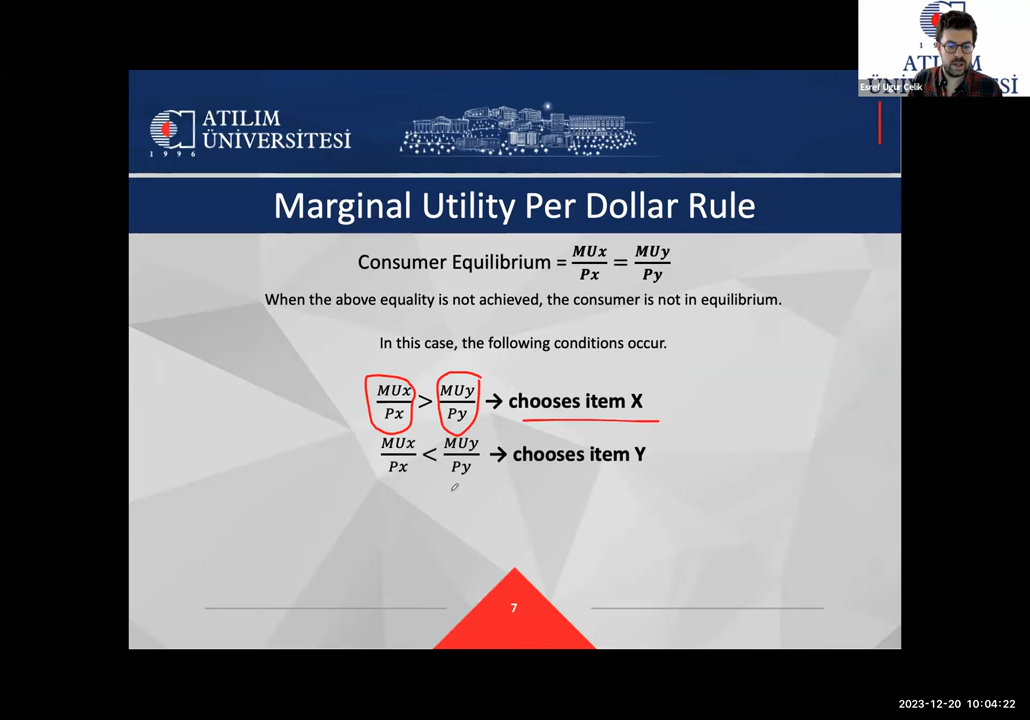 ATILIM
ÜNİVERSİTESİ
1 9 9 6
Esref Ugur Celik
Marginal Utility Per Dollar Rule
Consumer Equilibrium = MUx/Px = MUy/Py
When the above equality is not achieved, the consumer is not in equilibrium.
In this case, the following conditions occur.
MUx/Px > MUy/Py → chooses item X
MUx/Px < MUy/Py → chooses item Y
7
2023-12-20 10:04:22